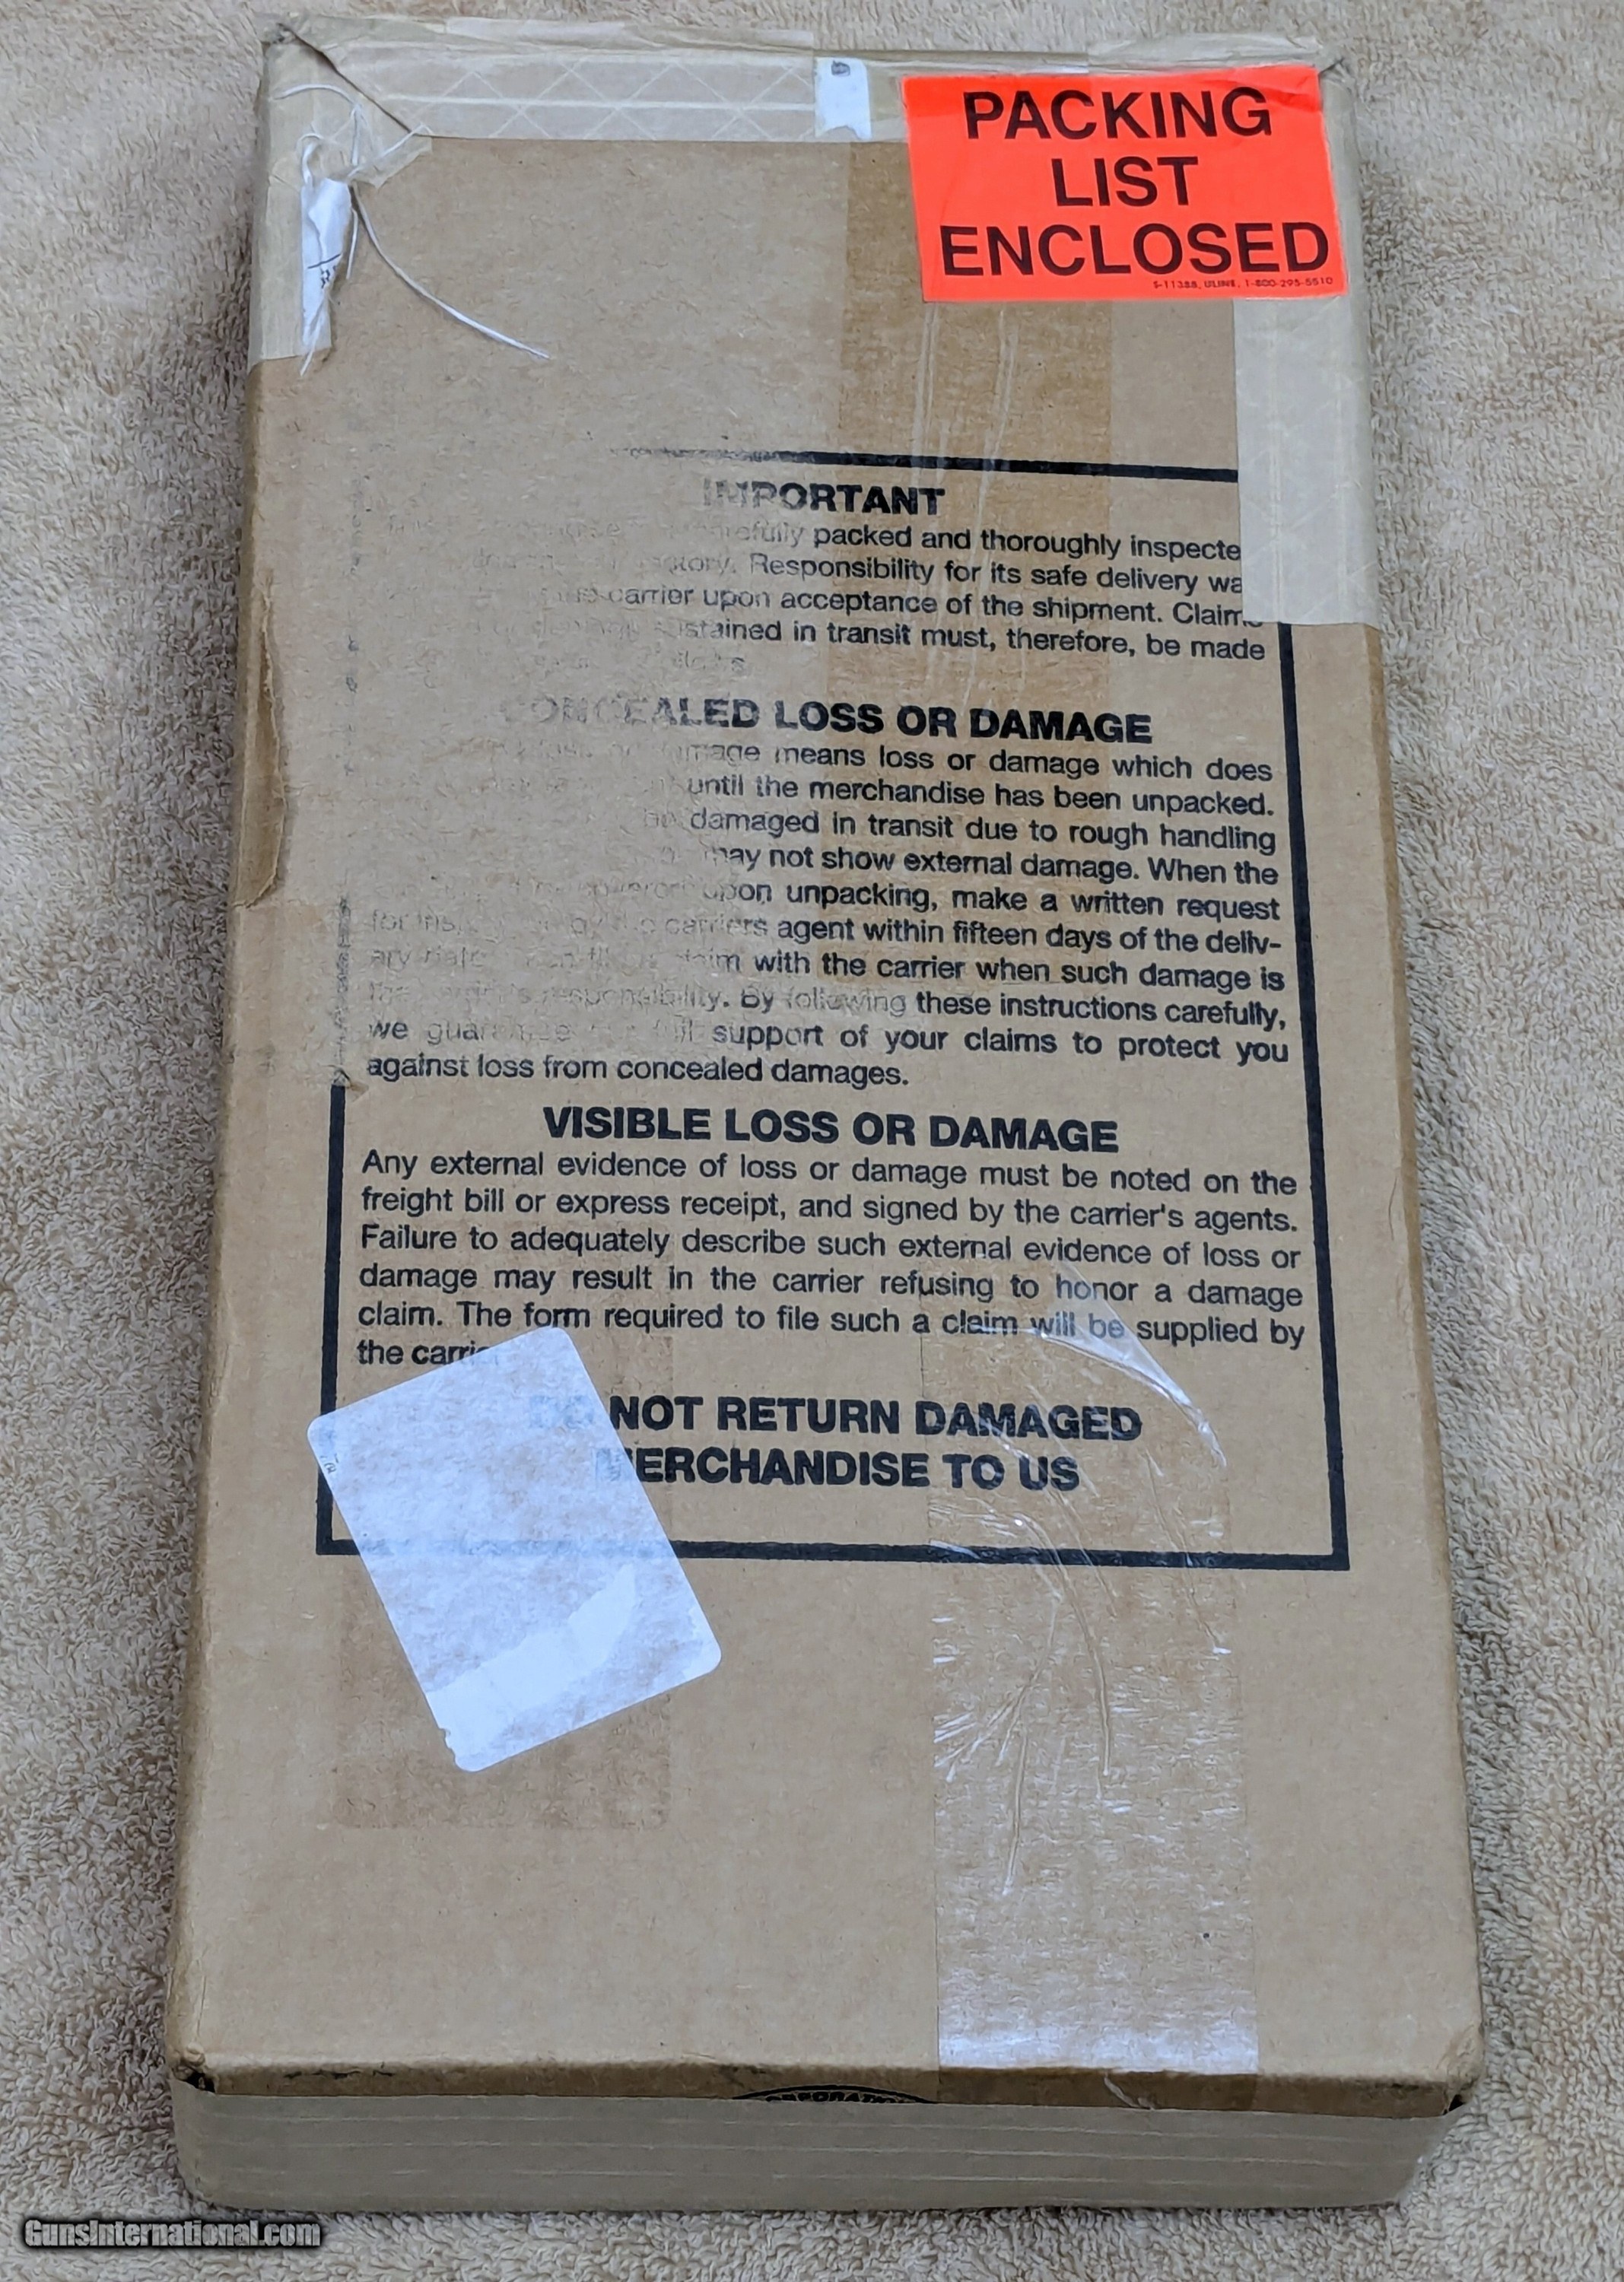 PACKING
LIST
ENCLOSED
S-11388, ULINE, 1-800-295-5510
IMPORTANT
packed and thoroughly inspecte
Responsibility for its safe delivery wa
carrier upon acceptance of the shipment. Claim
in transit must, therefore, be made
CONCEALED LOSS OR DAMAGE
damage means loss or damage which does
until the merchandise has been unpacked.
damaged in transit due to rough handling
may not show external damage. When the
upon unpacking, make a written request
carriers agent within fifteen days of the deliv-
with the carrier when such damage is
responsibility. By following these instructions carefully,
we support of your claims to protect you
against loss from concealed damages.
VISIBLE LOSS OR DAMAGE
Any external evidence of loss or damage must be noted on the
freight bill or express receipt, and signed by the carrier's agents.
Failure to adequately describe such external evidence of loss or
damage may result in the carrier refusing to honor a damage
claim. The form required to file such a claim will be supplied by
the
DO NOT RETURN DAMAGED
MERCHANDISE TO US
GunsInternational.com